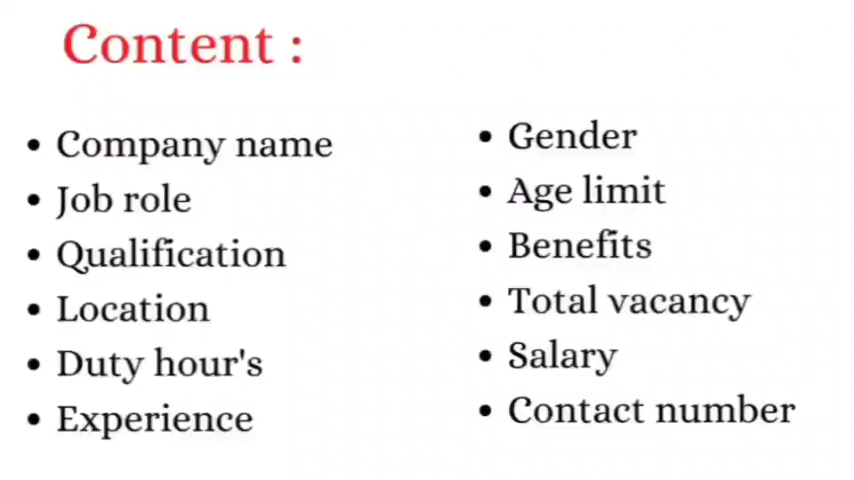 Content :
• Company name
• Job role
• Qualification
• Location
• Duty hour's
• Experience
• Gender
• Age limit
• Benefits
• Total vacancy
• Salary
• Contact number